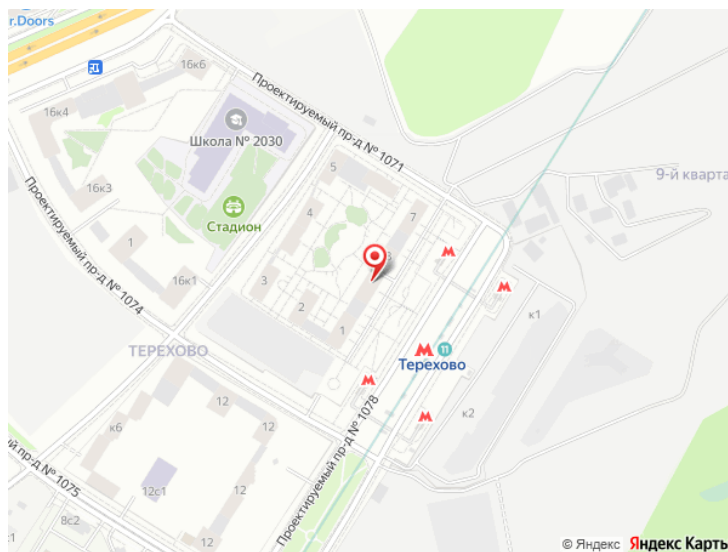 r.Doors
16к6
16к4
Проектируемый пр-д № 1071
Школа № 2030
5
9-й кварта
16к3
Стадион
4
7
Проектируемый пр-д № 1074
1
16к1
3
2
1
к1
11
Терехово
ТЕРЕХОВО
к2
Проектируемый пр-д № 1078
к6
12
12
12с1
12
12
й пр-д № 1075
8с2
с1
© Яндекс Яндекс Карты